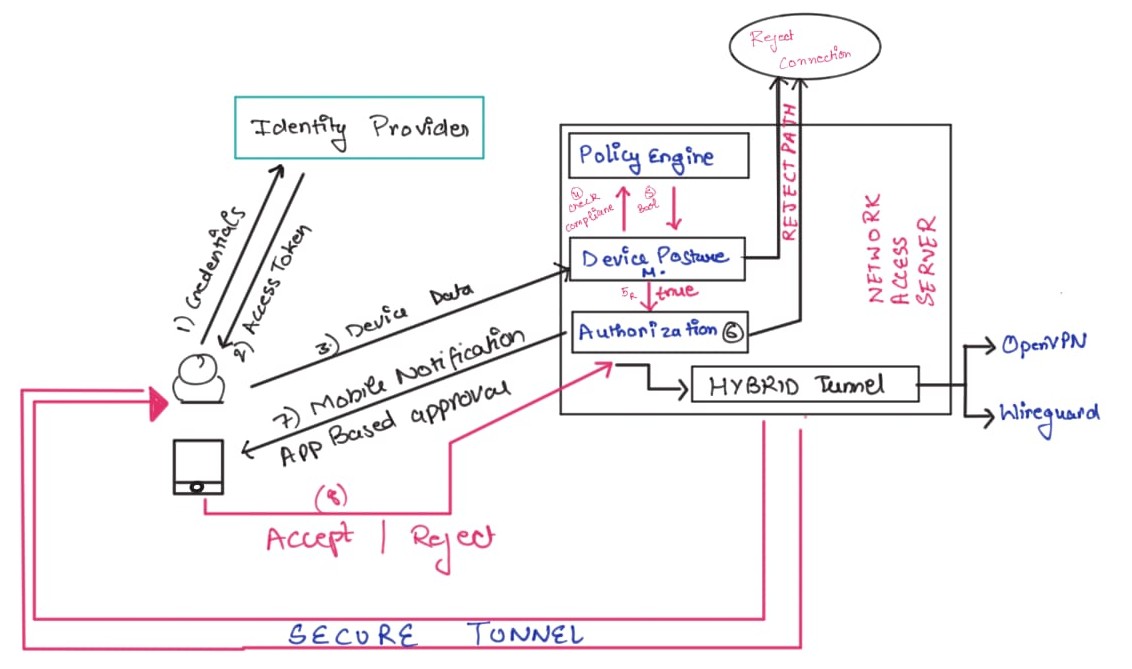 Reject
Connection
Identity Provider
Policy Engine
④
check
compliane
⑤
Bool
REJECT PATH
NETWORK
ACCESS
SERVER
1) Credentials
2) Access Token
Device Posture
M.
3) Device Data
5R
true
Authorization ⑥
7) Mobile Notification
App Based approval
HYBRID Tunnel
OpenVPN
Wireguard
(8)
Accept | Reject
SECURE TUNNEL